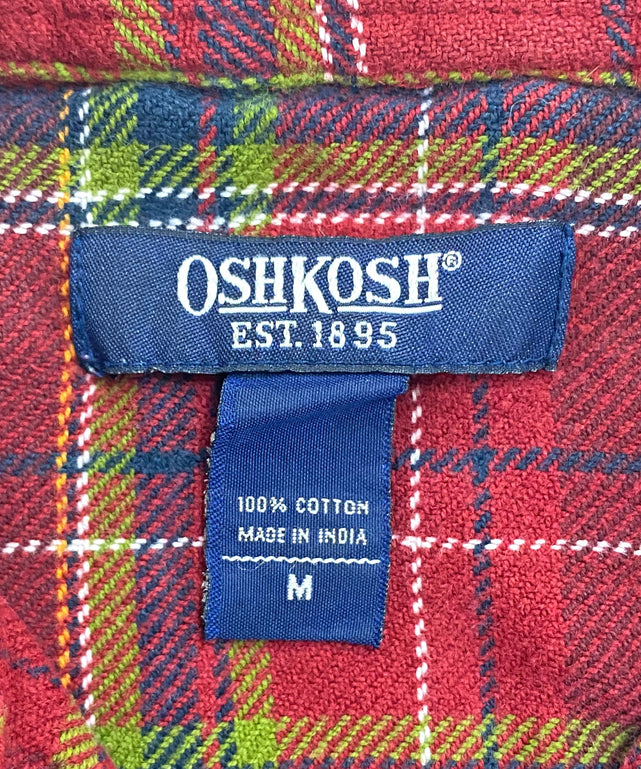 OSHKOSH®
EST. 1895
100% COTTON
MADE IN INDIA
M